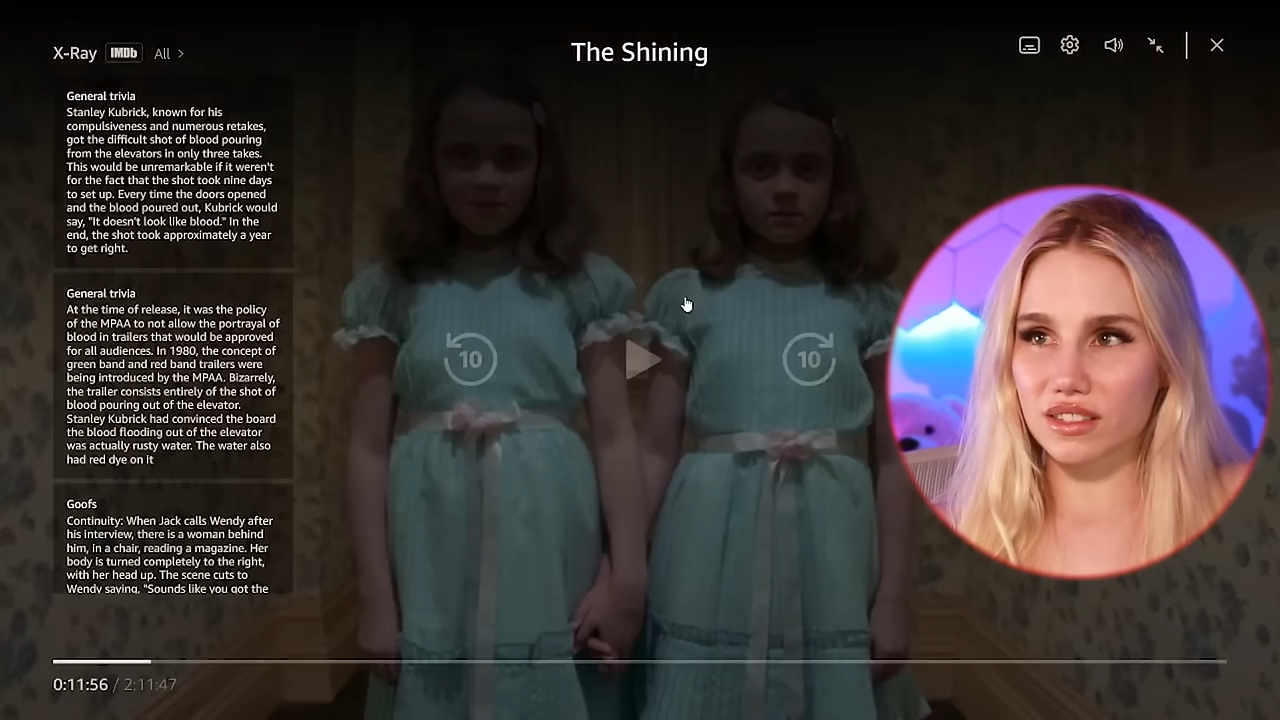 X-Ray IMDb All >
The Shining
General trivia
Stanley Kubrick, known for his
compulsiveness and numerous retakes,
got the difficult shot of blood pouring
from the elevators in only three takes.
This would be unremarkable if it weren't
for the fact that the shot took nine days
to set up. Every time the doors opened
and the blood poured out, Kubrick would
say, "It doesn't look like blood." In the
end, the shot took approximately a year
to get right.
General trivia
At the time of release, it was the policy
of the MPAA to not allow the portrayal of
blood in trailers that would be approved
for all audiences. In 1980, the concept of
green band and red band trailers were
being introduced by the MPAA. Bizarrely,
the trailer consists entirely of the shot of
blood pouring out of the elevator.
Stanley Kubrick had convinced the board
the blood flooding out of the elevator
was actually rusty water. The water also
had red dye on It
Goofs
Continuity: When Jack calls Wendy after
his interview, there is a woman behind
him, in a chair, reading a magazine. Her
body is turned completely to the right,
with her head up. The scene cuts to
Wendy saying, "Sounds like you got the
10
10
0:11:56 / 2:11:47